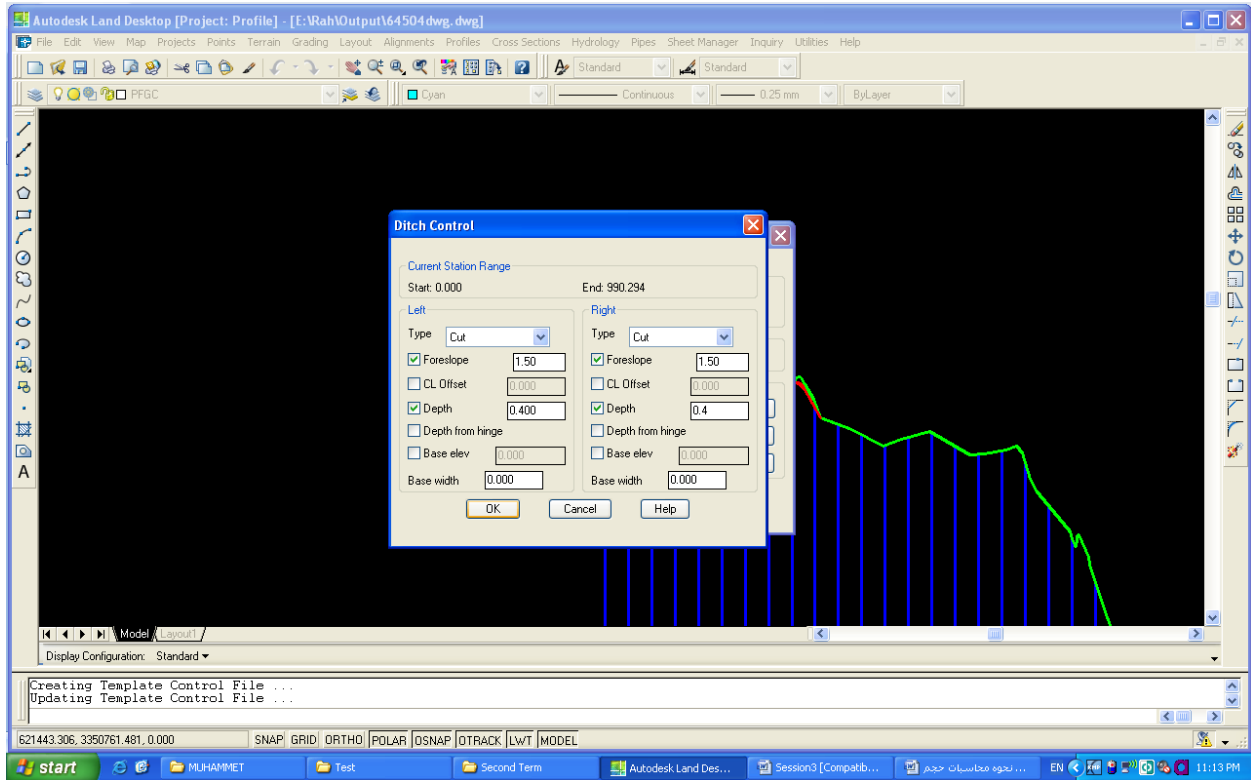 Autodesk Land Desktop [Project: Profile] - [E:\Rah\Output\64504dwg.dwg]
File Edit View Map Projects Points Terrain Grading Layout Alignments Profiles Cross Sections Hydrology Pipes Sheet Manager Inquiry Utilities Help
Standard Standard
PFGC Cyan Continuous 0.25 mm ByLayer
Ditch Control
Current Station Range
Start: 0.000 End: 990.294
Left Right
Type Cut Type Cut
Foreslope 1.50 Foreslope 1.50
CL Offset 0.000 CL Offset 0.000
Depth 0.400 Depth 0.4
Depth from hinge Depth from hinge
Base elev 0.000 Base elev 0.000
Base width 0.000 Base width 0.000
OK Cancel Help
A
Model Layout1
Display Configuration: Standard
Creating Template Control File ...
Updating Template Control File ...
621443.306, 3350761.481, 0.000 SNAP GRID ORTHO POLAR OSNAP OTRACK LWT MODEL
start MUHAMMET Test Second Term Autodesk Land Des... Session3 [Compatib... نحوه محاسبات حجم ... EN 11:13 PM